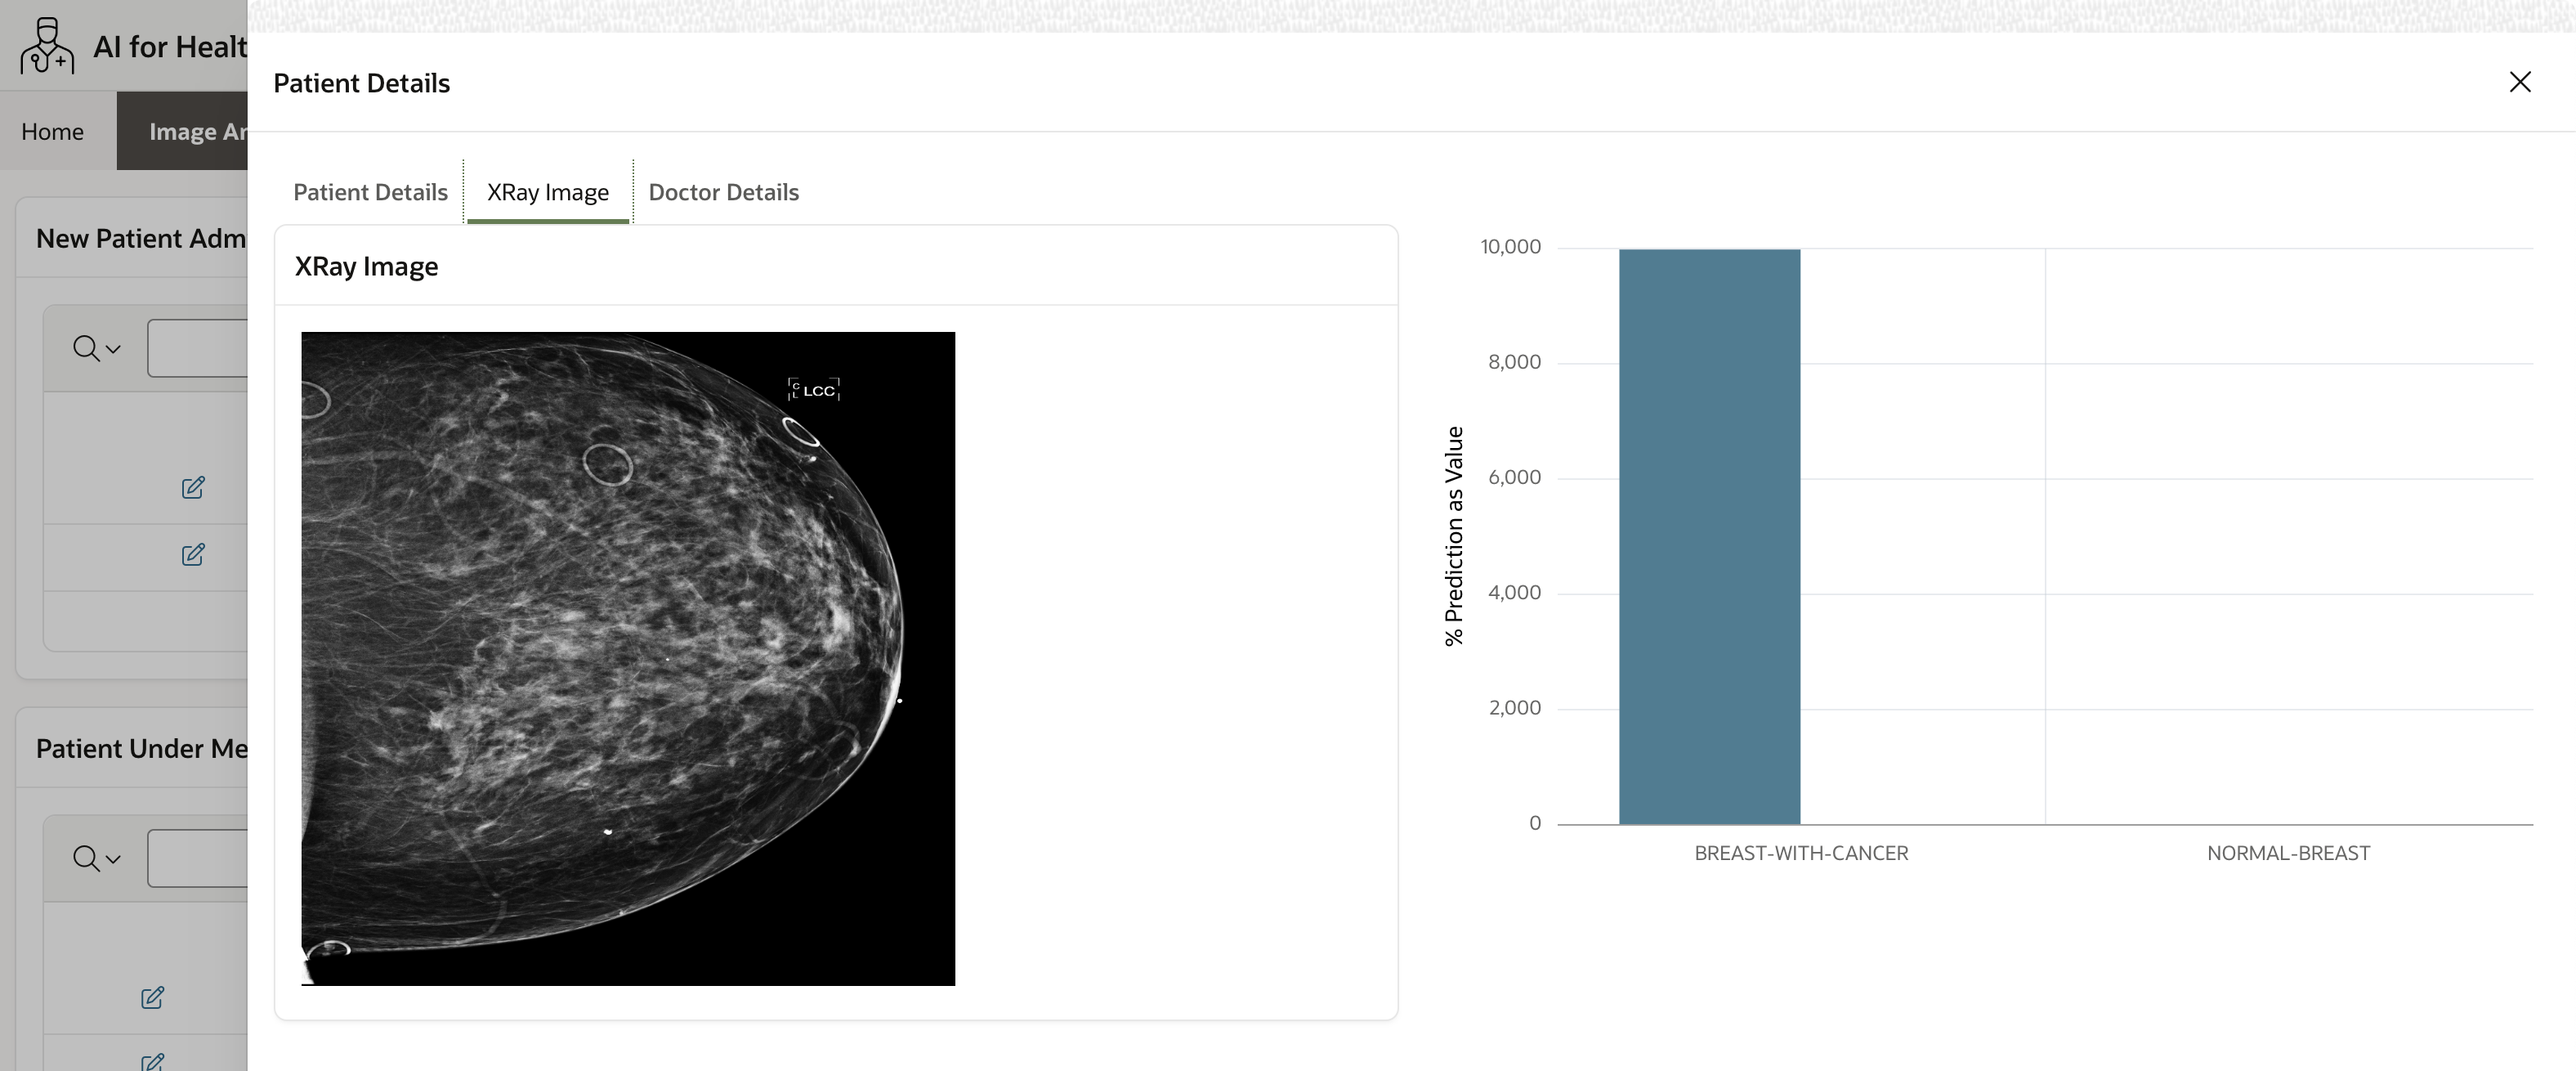 AI for Healt
Home
Image Ar
New Patient Adm
Patient Under Me
Patient Details
Patient Details
XRay Image
Doctor Details
XRay Image
C
L LCC
% Prediction as Value
10,000
8,000
6,000
4,000
2,000
0
BREAST-WITH-CANCER
NORMAL-BREAST